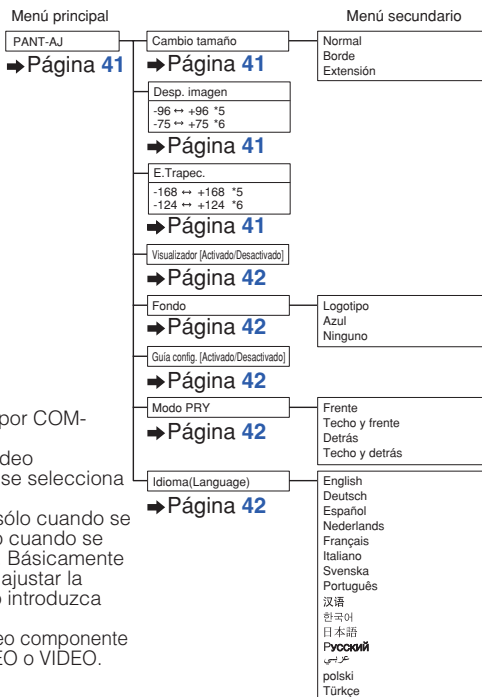 Menú principal
Menú secundario
PANT-AJ
➡Página 41
Cambio tamaño
➡Página 41
Normal
Borde
Extensión
Desp. imagen
-96 ↔ +96 *5
-75 ↔ +75 *6
➡Página 41
E.Trapec.
-168 ↔ +168 *5
-124 ↔ +124 *6
➡Página 41
Visualizador [Activado/Desactivado]
➡Página 42
Fondo
➡Página 42
Logotipo
Azul
Ninguno
Guía config. [Activado/Desactivado]
➡Página 42
Modo PRY
➡Página 42
Frente
Techo y frente
Detrás
Techo y detrás
Idioma(Language)
➡Página 42
English
Deutsch
Español
Nederlands
Français
Italiano
Svenska
Português
汉语
한국어
日本語
Русский
عربي
polski
Türkçe
por COM-
deo
se selecciona
sólo cuando se
o cuando se
. Básicamente
ajustar la
o introduzca
eo componente
EO o VIDEO.